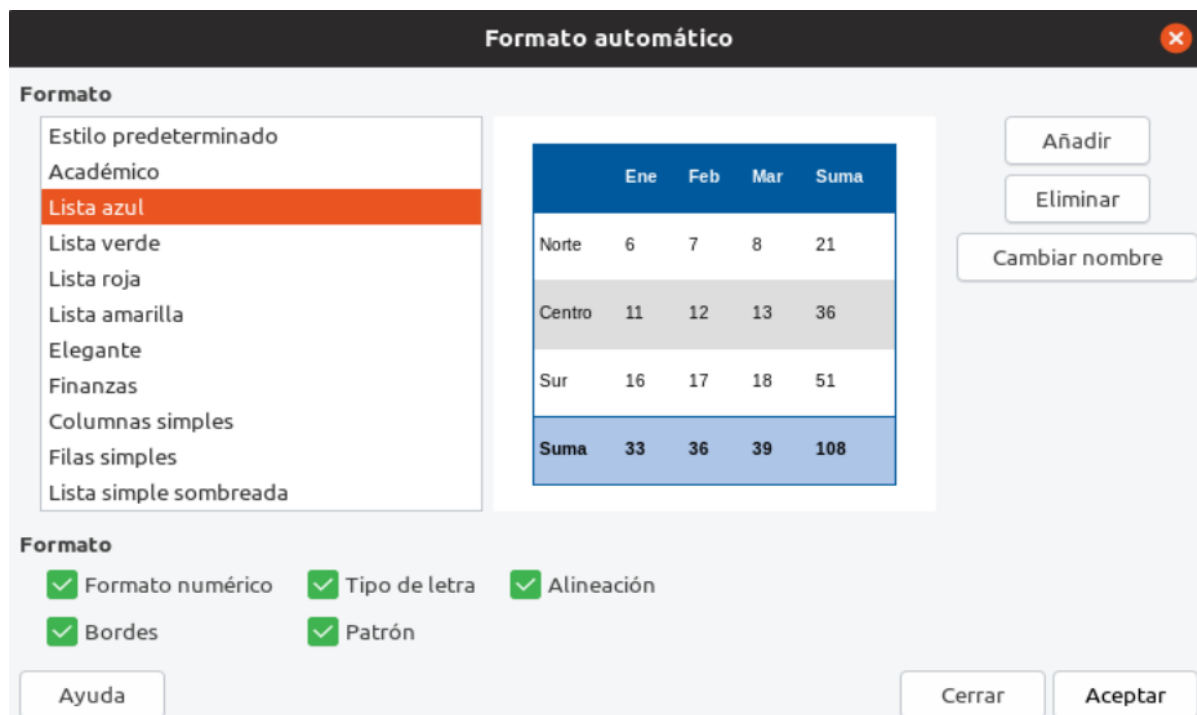 Formato automático
Formato
Estilo predeterminado
Académico
Lista azul
Lista verde
Lista roja
Lista amarilla
Elegante
Finanzas
Columnas simples
Filas simples
Lista simple sombreada
Ene Feb Mar Suma
Norte 6 7 8 21
Centro 11 12 13 36
Sur 16 17 18 51
Suma 33 36 39 108
Añadir
Eliminar
Cambiar nombre
Formato
Formato numérico Tipo de letra Alineación
Bordes Patrón
Ayuda Cerrar Aceptar